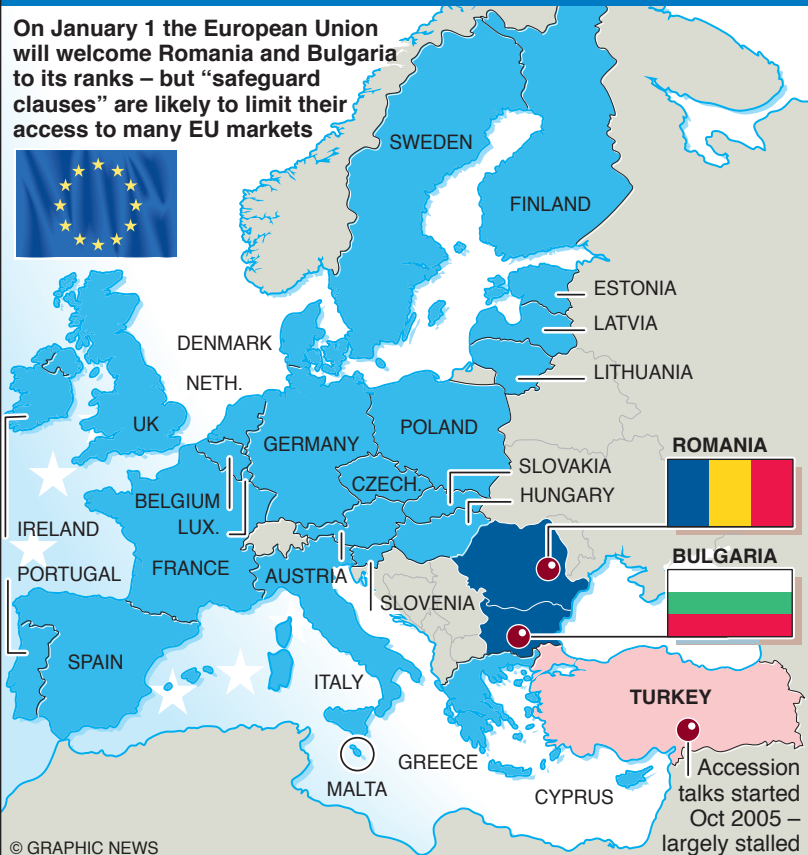 On January 1 the European Union
will welcome Romania and Bulgaria
to its ranks – but “safeguard
clauses” are likely to limit their
access to many EU markets
SWEDEN
FINLAND
ESTONIA
LATVIA
DENMARK
LITHUANIA
NETH.
UK
POLAND
GERMANY
ROMANIA
SLOVAKIA
CZECH.
HUNGARY
BELGIUM
LUX.
IRELAND
BULGARIA
PORTUGAL
FRANCE
AUSTRIA
SLOVENIA
SPAIN
ITALY
TURKEY
GREECE
MALTA
CYPRUS
Accession
talks started
Oct 2005 –
largely stalled
© GRAPHIC NEWS